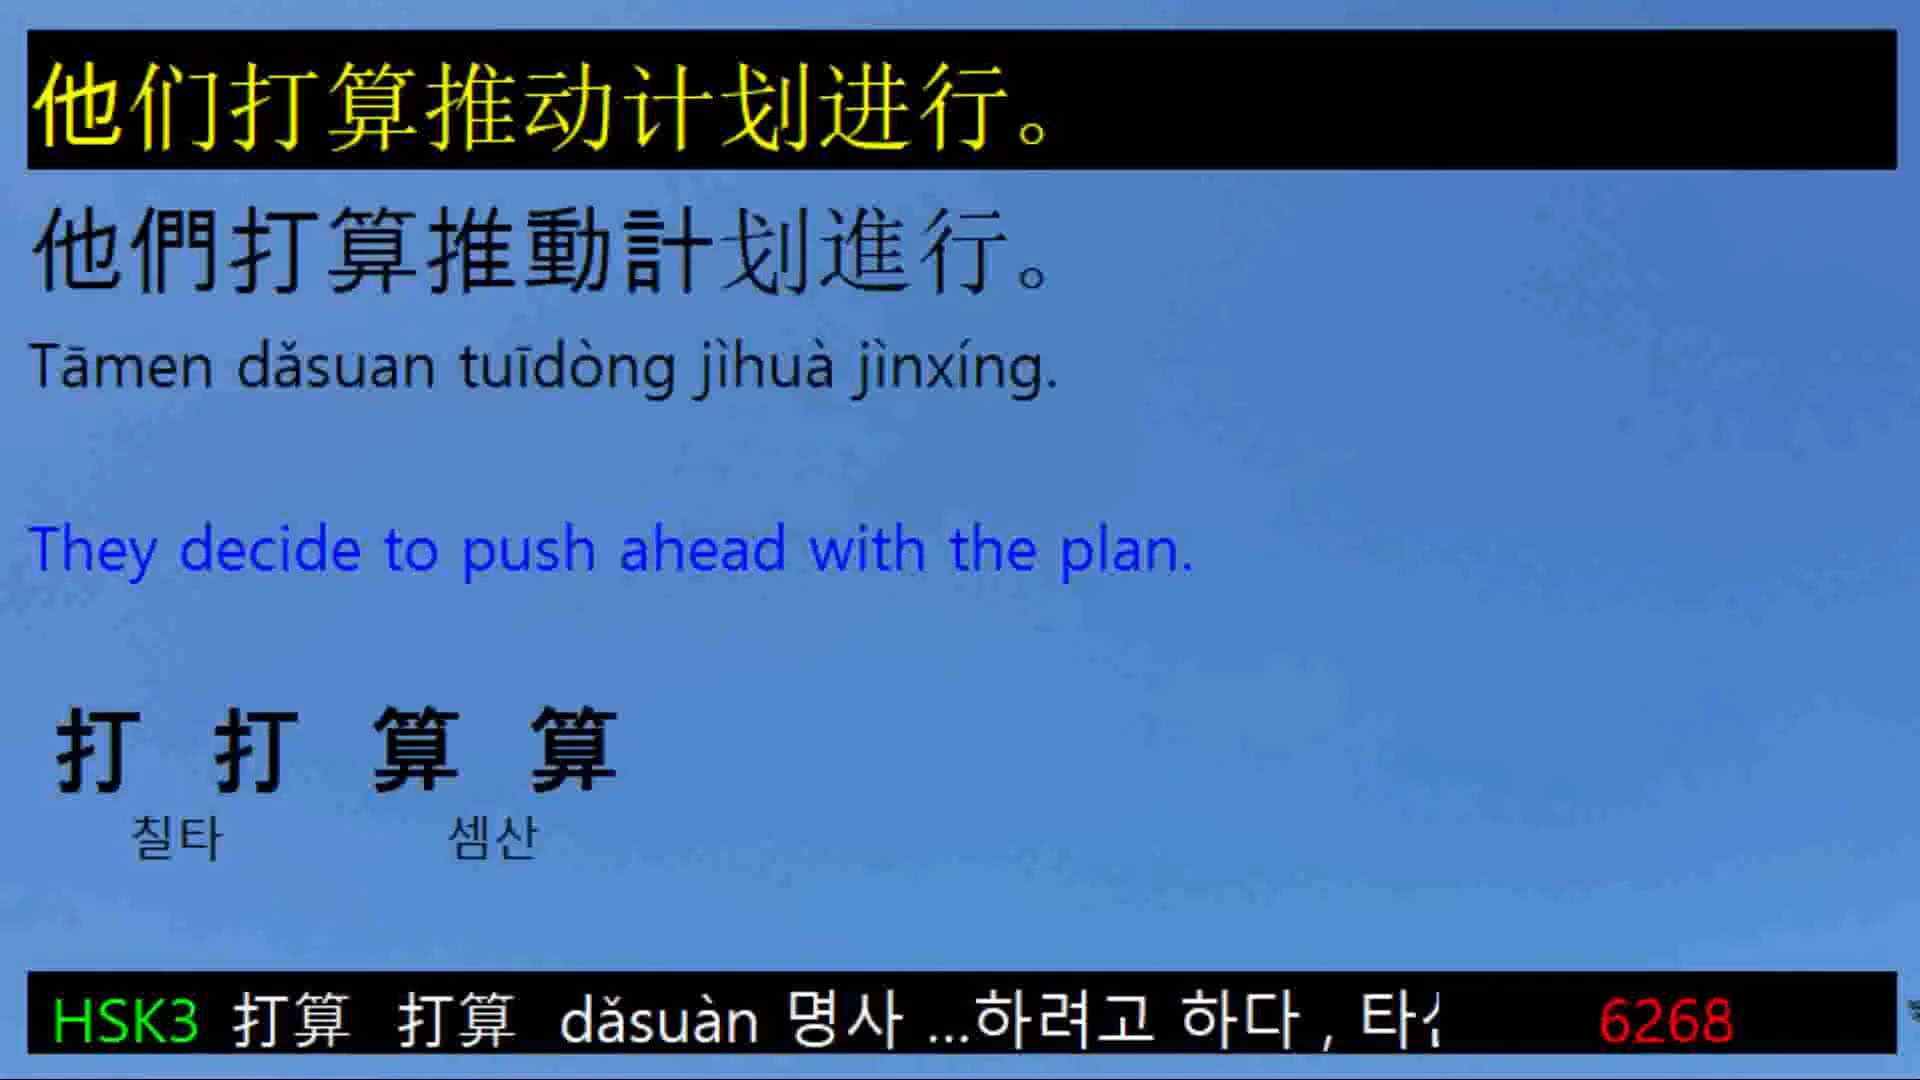 他们打算推动计划进行。
他們打算推動計划進行。
Tāmen dǎsuan tuīdòng jìhuà jìnxíng.
They decide to push ahead with the plan.
打 打 算 算
칠타 셈산
HSK3 打算 打算 dǎsuàn 명사 ...하려고 하다 , 타 6268